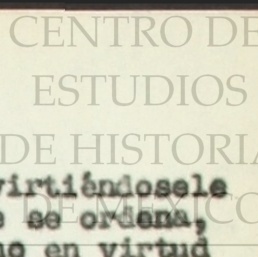 CENTRO DE
ESTUDIOS
DE HISTORIA
DE MÉXICO
virtiéndosele
se ordena,
en virtud